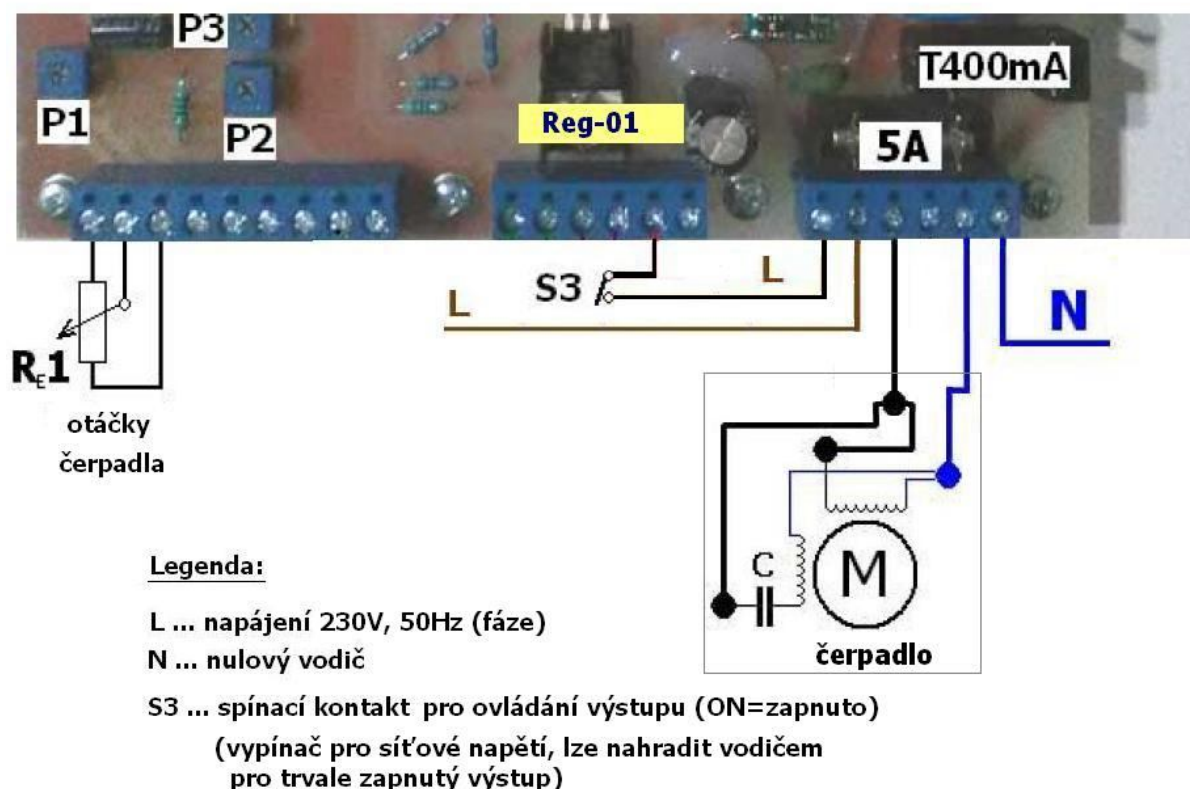 P3
T400mA
P1
P2
Reg-01
5A
S3
L
L
N
RE1
otáčky
čerpadla
C
M
čerpadlo
Legenda:
L ... napájení 230V, 50Hz (fáze)
N ... nulový vodič
S3 ... spínací kontakt pro ovládání výstupu (ON=zapnuto)
(vypínač pro síťové napětí, lze nahradit vodičem
pro trvale zapnutý výstup)